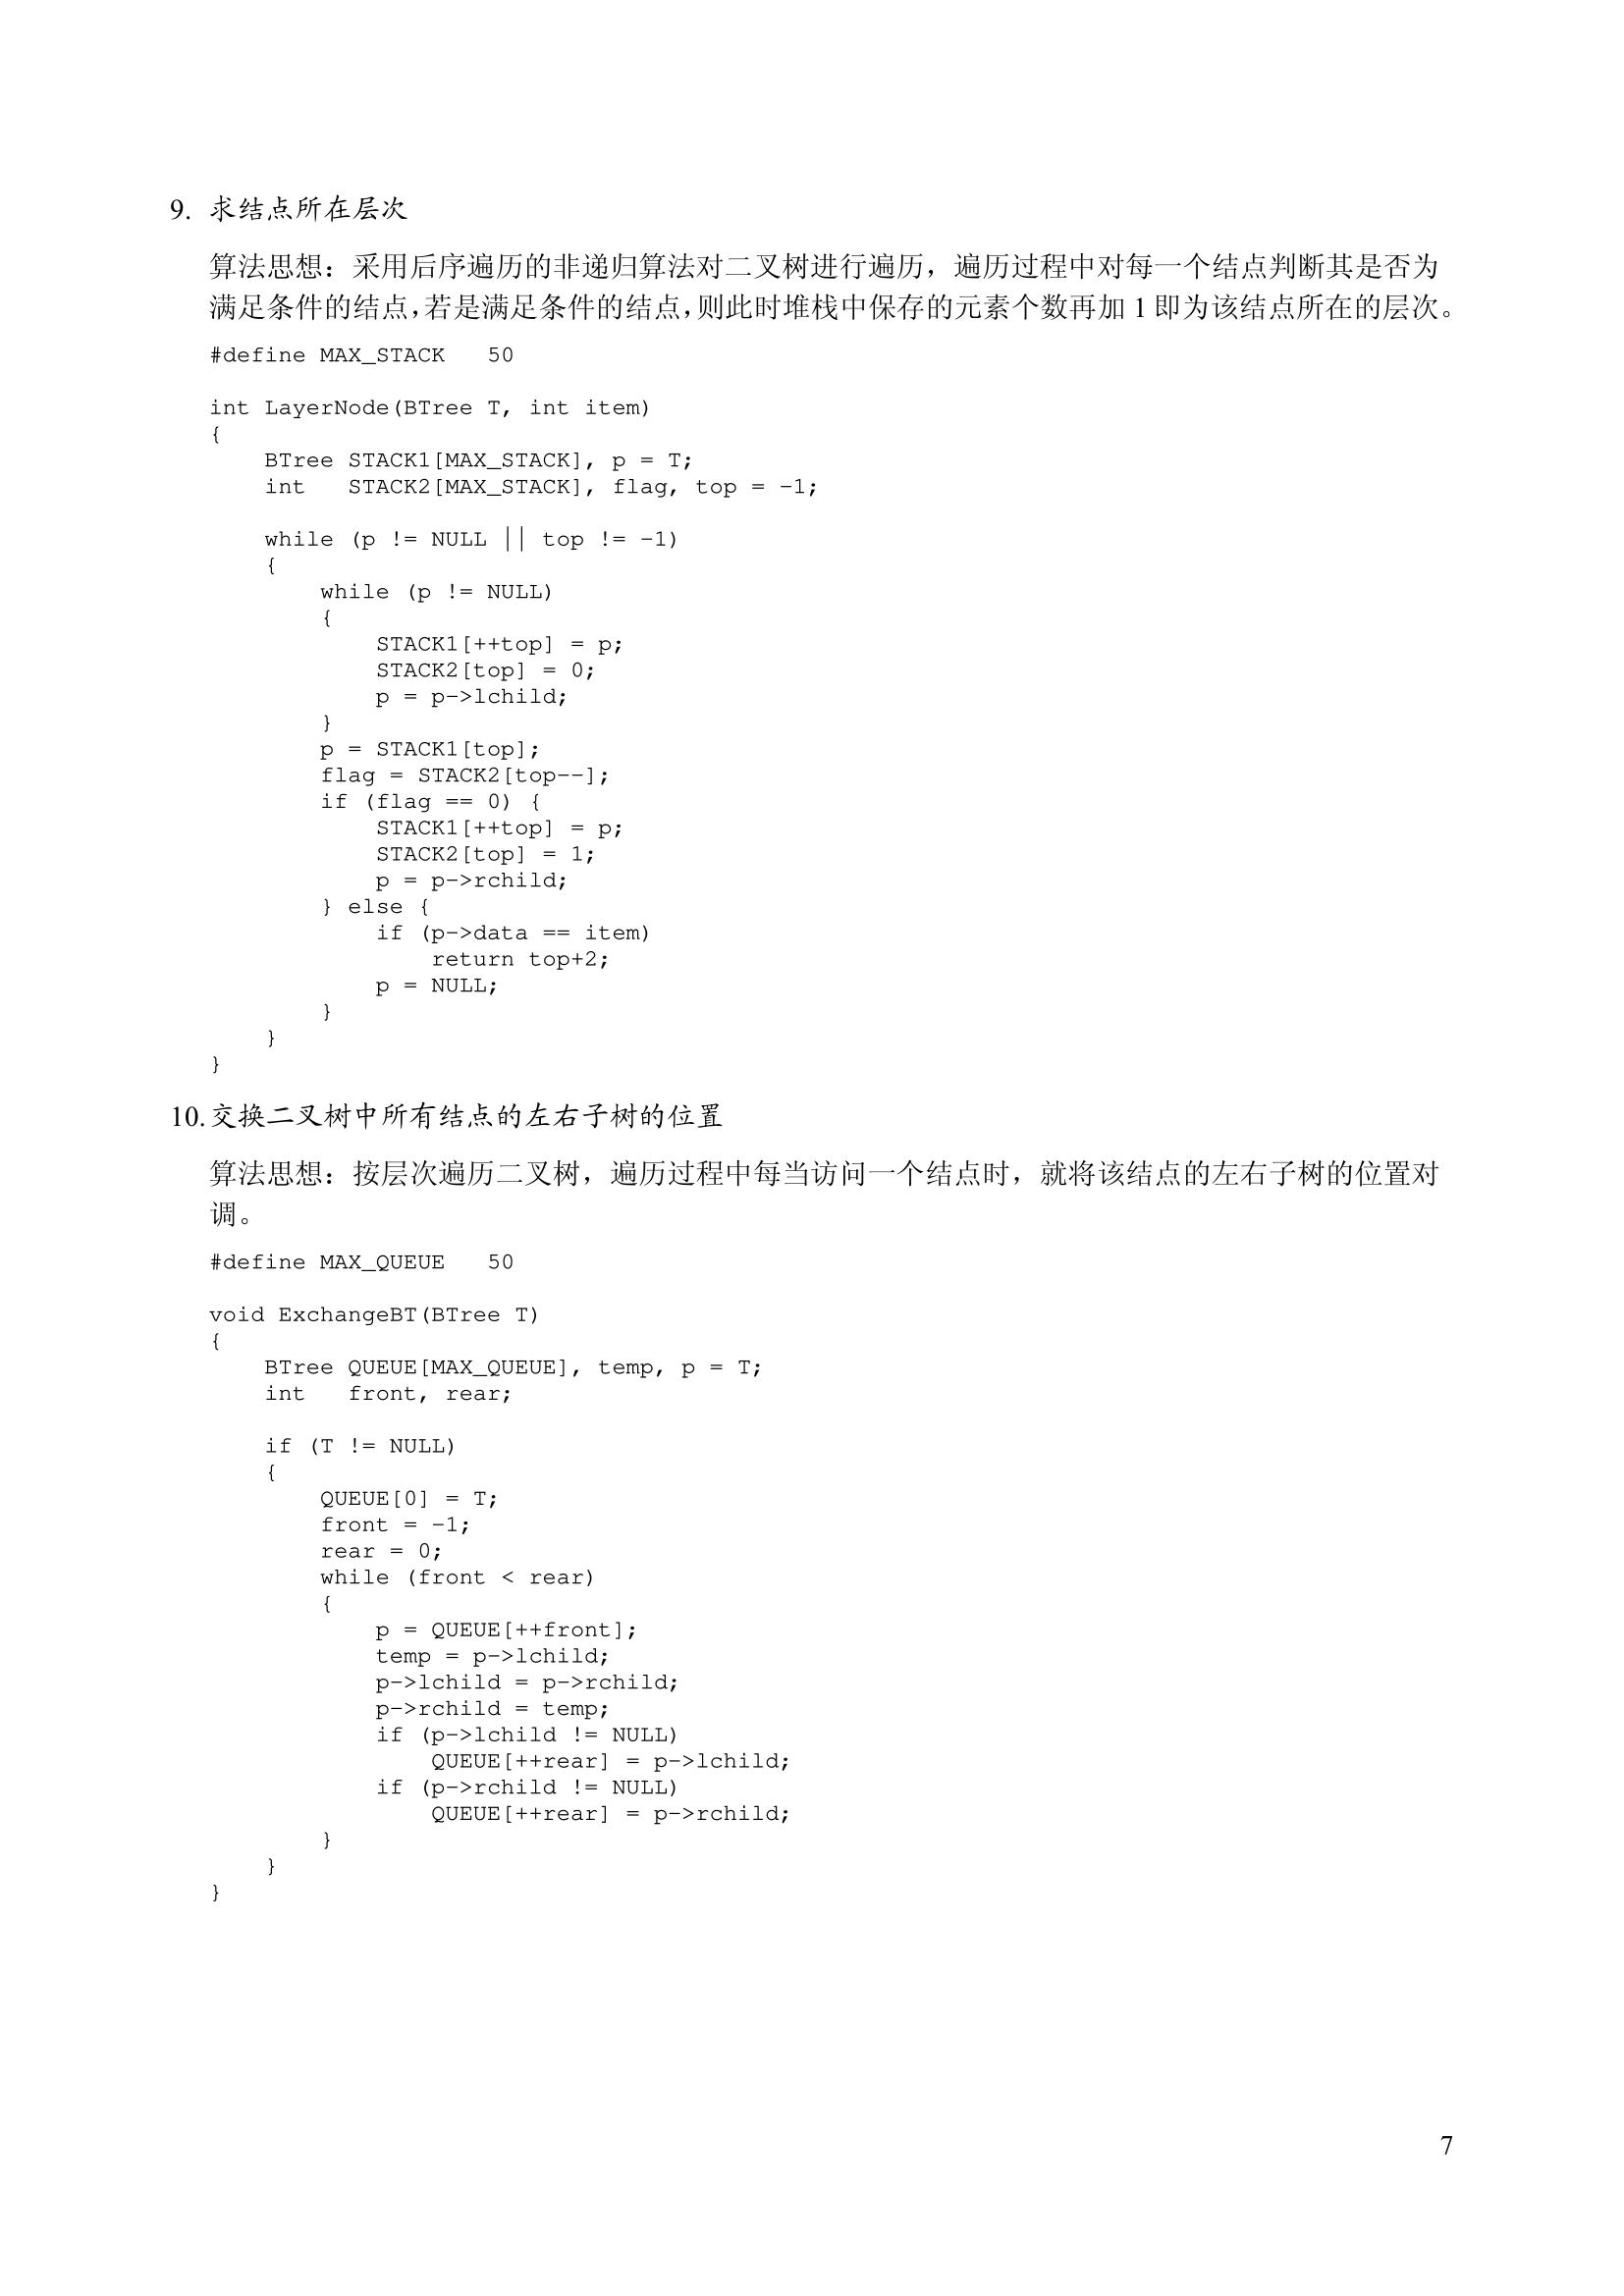 9. 求结点所在层次
算法思想：采用后序遍历的非递归算法对二叉树进行遍历，遍历过程中对每一个结点判断其是否为
满足条件的结点，若是满足条件的结点，则此时堆栈中保存的元素个数再加 1 即为该结点所在的层次。
#define MAX_STACK   50
int LayerNode(BTree T, int item)
{
    BTree STACK1[MAX_STACK], p = T;
    int   STACK2[MAX_STACK], flag, top = -1;
    while (p != NULL || top != -1)
    {
        while (p != NULL)
        {
            STACK1[++top] = p;
            STACK2[top] = 0;
            p = p->lchild;
        }
        p = STACK1[top];
        flag = STACK2[top--];
        if (flag == 0) {
            STACK1[++top] = p;
            STACK2[top] = 1;
            p = p->rchild;
        } else {
            if (p->data == item)
                return top+2;
            p = NULL;
        }
    }
}
10. 交换二叉树中所有结点的左右子树的位置
算法思想：按层次遍历二叉树，遍历过程中每当访问一个结点时，就将该结点的左右子树的位置对
调。
#define MAX_QUEUE   50
void ExchangeBT(BTree T)
{
    BTree QUEUE[MAX_QUEUE], temp, p = T;
    int   front, rear;
    if (T != NULL)
    {
        QUEUE[0] = T;
        front = -1;
        rear = 0;
        while (front < rear)
        {
            p = QUEUE[++front];
            temp = p->lchild;
            p->lchild = p->rchild;
            p->rchild = temp;
            if (p->lchild != NULL)
                QUEUE[++rear] = p->lchild;
            if (p->rchild != NULL)
                QUEUE[++rear] = p->rchild;
        }
    }
}
7